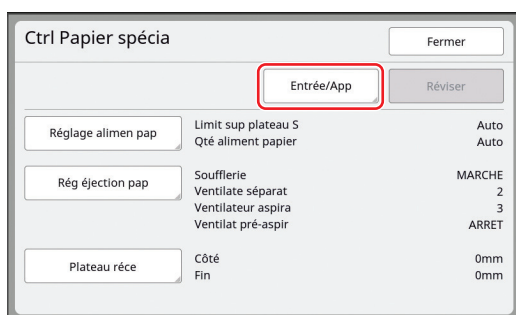 Ctrl Papier spécia
Fermer
Entrée/App
Réviser
Réglage alimen pap
Limit sup plateau S Auto
Qté aliment papier Auto
Rég éjection pap
Soufflerie MARCHE
Ventilate séparat 2
Ventilateur aspira 3
Ventilat pré-aspir ARRET
Plateau réce
Côté 0mm
Fin 0mm